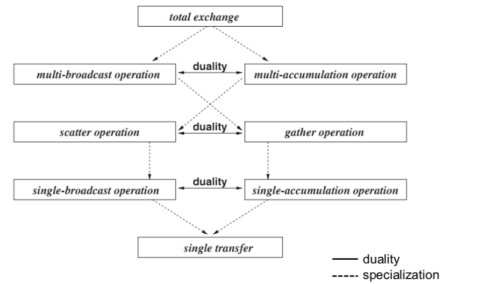 total exchange
duality
multi-broadcast operation
multi-accumulation operation
duality
scatter operation
gather operation
duality
single-broadcast operation
single-accumulation operation
single transfer
duality
specialization